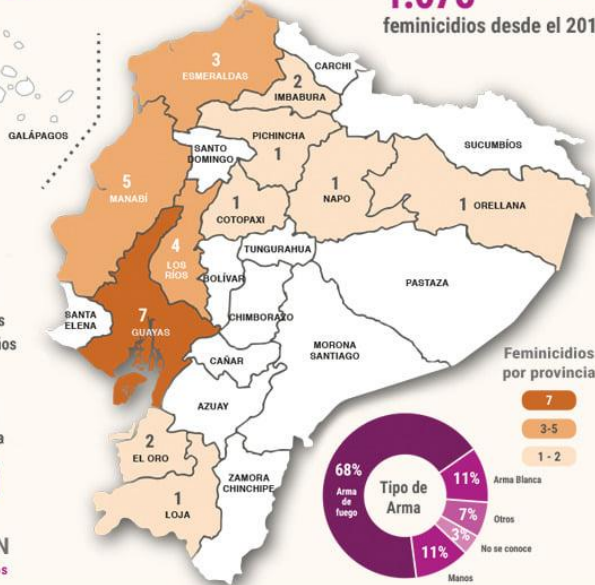 feminicidios desde el 201
GALÁPAGOS
3
ESMERALDAS
CARCHI
2
IMBABURA
SANTO
DOMINGO
PICHINCHA
1
SUCUMBÍOS
5
MANABÍ
1
COTOPAXI
1
NAPO
1 ORELLANA
4
LOS
RÍOS
TUNGURAHUA
BOLÍVAR
PASTAZA
SANTA
ELENA
7
GUAYAS
CHIMBORAZO
MORONA
SANTIAGO
CAÑAR
AZUAY
2
EL ORO
1
LOJA
ZAMORA
CHINCHIPE
Feminicidios
por provincia
7
3-5
1 - 2
Tipo de
Arma
68%
Arma
de
fuego
11%
Arma Blanca
7%
Otros
3%
No se conoce
11%
Manos